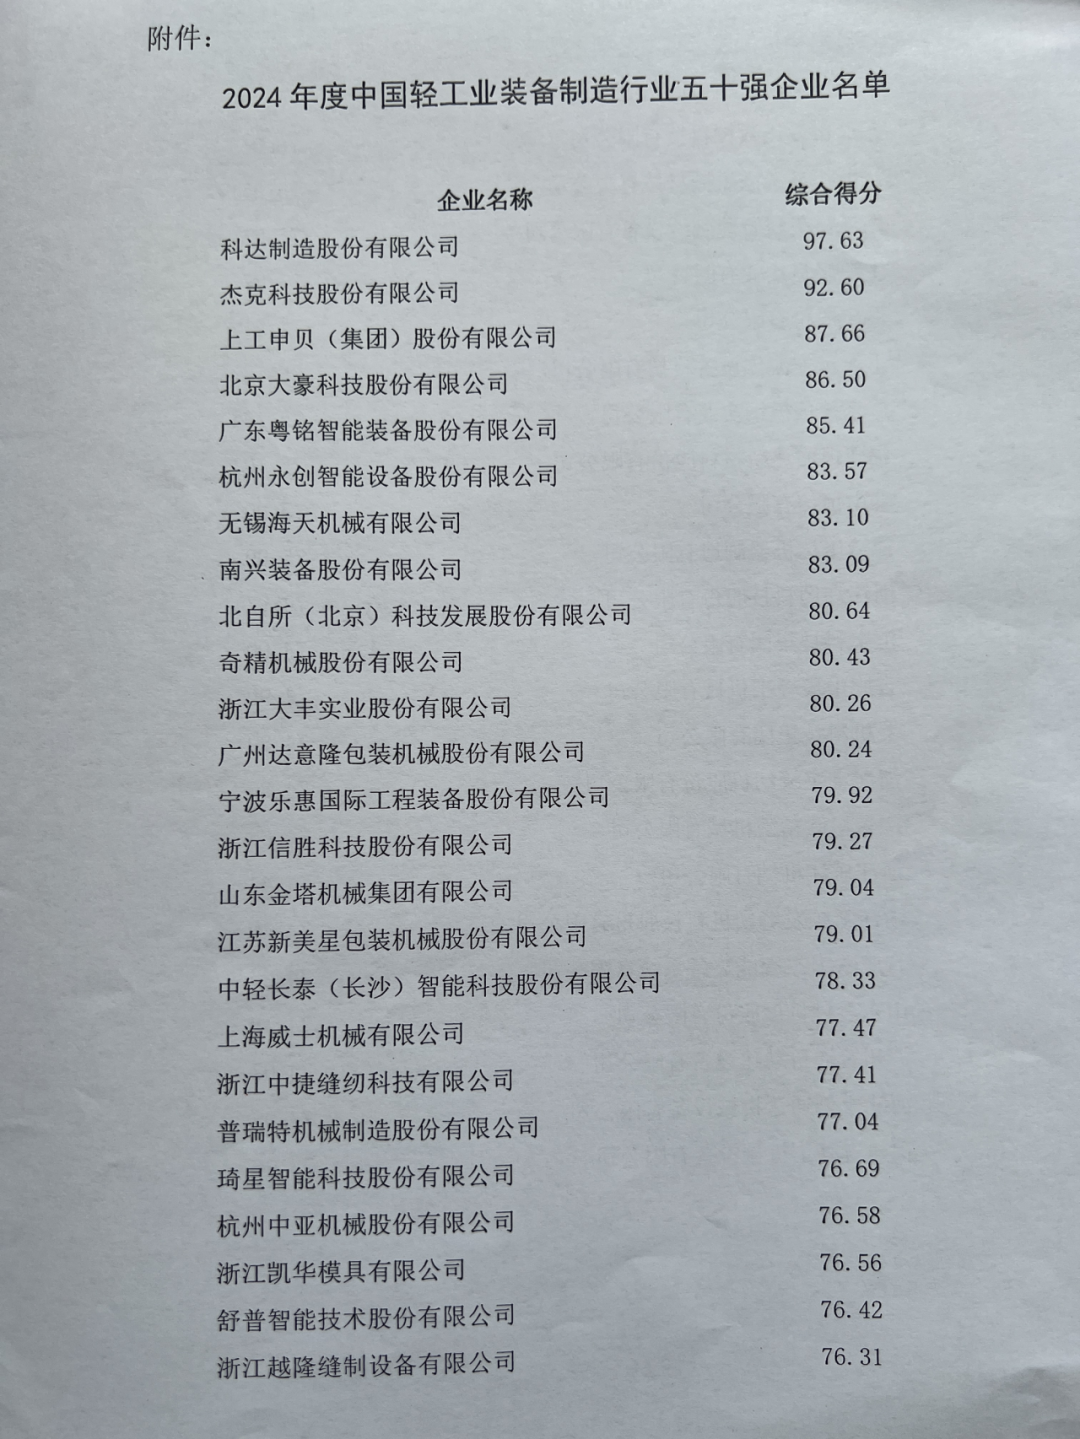 附件：
2024 年度中国轻工业装备制造行业五十强企业名单
企业名称 综合得分
科达制造股份有限公司 97.63
杰克科技股份有限公司 92.60
上工申贝（集团）股份有限公司 87.66
北京大豪科技股份有限公司 86.50
广东粤铭智能装备股份有限公司 85.41
杭州永创智能设备股份有限公司 83.57
无锡海天机械有限公司 83.10
南兴装备股份有限公司 83.09
北自所（北京）科技发展股份有限公司 80.64
奇精机械股份有限公司 80.43
浙江大丰实业股份有限公司 80.26
广州达意隆包装机械股份有限公司 80.24
宁波乐惠国际工程装备股份有限公司 79.92
浙江信胜科技股份有限公司 79.27
山东金塔机械集团有限公司 79.04
江苏新美星包装机械股份有限公司 79.01
中轻长泰（长沙）智能科技股份有限公司 78.33
上海威士机械有限公司 77.47
浙江中捷缝纫科技有限公司 77.41
普瑞特机械制造股份有限公司 77.04
琦星智能科技股份有限公司 76.69
杭州中亚机械股份有限公司 76.58
浙江凯华模具有限公司 76.56
舒普智能技术股份有限公司 76.42
浙江越隆缝制设备有限公司 76.31